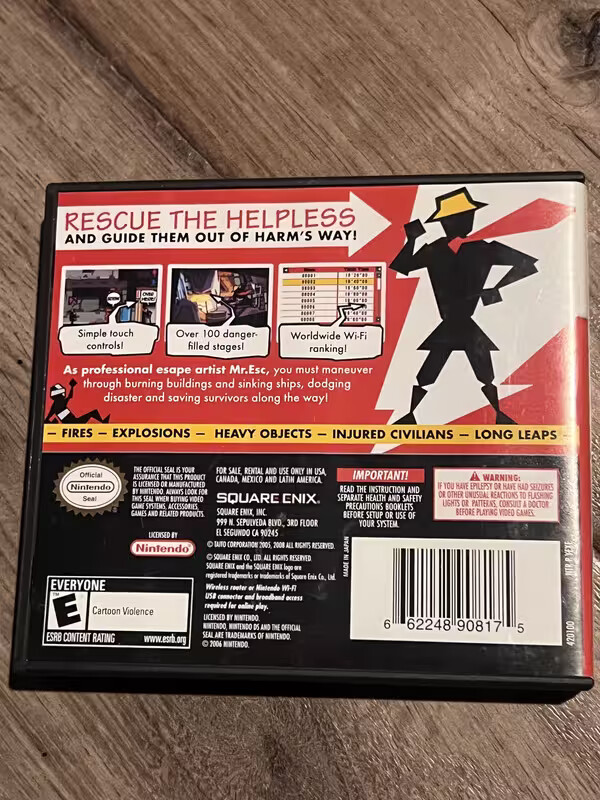 RESCUE THE HELPLESS
AND GUIDE THEM OUT OF HARM'S WAY!
OVER HERE!
Simple touch
controls!
Over 100 danger-
filled stages!
Worldwide Wi-Fi
ranking!
As professional esape artist Mr.Esc, you must maneuver
through burning buildings and sinking ships, dodging
disaster and saving survivors along the way!
– FIRES – EXPLOSIONS – HEAVY OBJECTS – INJURED CIVILIANS – LONG LEAPS –
Official
Nintendo
Seal
THE OFFICIAL SEAL IS YOUR
ASSURANCE THAT THIS PRODUCT
IS LICENSED OR MANUFACTURED
BY NINTENDO. ALWAYS LOOK FOR
THIS SEAL WHEN BUYING VIDEO
GAME SYSTEMS, ACCESSORIES,
GAMES AND RELATED PRODUCTS.
LICENSED BY
Nintendo
EVERYONE
E
Cartoon Violence
ESRB CONTENT RATING www.esrb.org
FOR SALE, RENTAL AND USE ONLY IN USA,
CANADA, MEXICO AND LATIN AMERICA.
SQUARE ENIX.
SQUARE ENIX, INC.
999 N. SEPULVEDA BLVD., 3RD FLOOR
EL SEGUNDO CA 90245
© TAITO CORPORATION 2005, 2008 ALL RIGHTS RESERVED.
© SQUARE ENIX CO., LTD. ALL RIGHTS RESERVED
SQUARE ENIX and the SQUARE ENIX logo are
registered trademarks or trademarks of Square Enix Co., Ltd.
Wireless router or Nintendo Wi-Fi
USB connector and broadband access
required for online play.
LICENSED BY NINTENDO.
NINTENDO, NINTENDO DS AND THE OFFICIAL
SEAL ARE TRADEMARKS OF NINTENDO.
© 2006 NINTENDO.
IMPORTANT!
READ THE INSTRUCTION AND
SEPARATE HEALTH AND SAFETY
PRECAUTIONS BOOKLETS
BEFORE SETUP OR USE OF
YOUR SYSTEM.
WARNING:
IF YOU HAVE EPILEPSY OR HAVE HAD SEIZURES
OR OTHER UNUSUAL REACTIONS TO FLASHING
LIGHTS OR PATTERNS, CONSULT A DOCTOR
BEFORE PLAYING VIDEO GAMES.
MADE IN JAPAN
6 62248 90817 5
420100